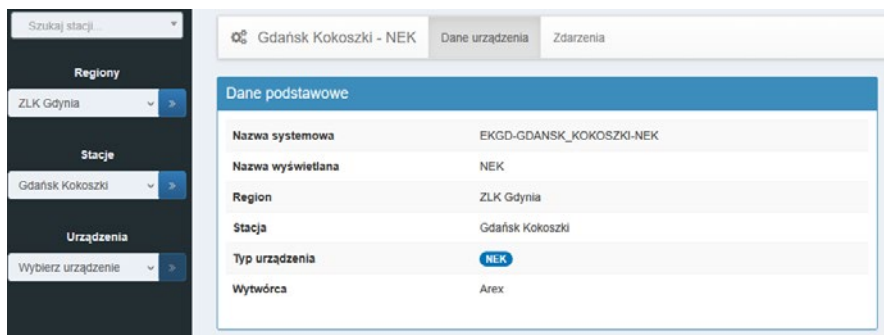 Szukaj stacji...
Regiony
ZLK Gdynia
Stacje
Gdańsk Kokoszki
Urządzenia
Wybierz urządzenie
Gdańsk Kokoszki - NEK Dane urządzenia Zdarzenia
Dane podstawowe
Nazwa systemowa EKGD-GDANSK_KOKOSZKI-NEK
Nazwa wyświetlana NEK
Region ZLK Gdynia
Stacja Gdańsk Kokoszki
Typ urządzenia NEK
Wytwórca Arex